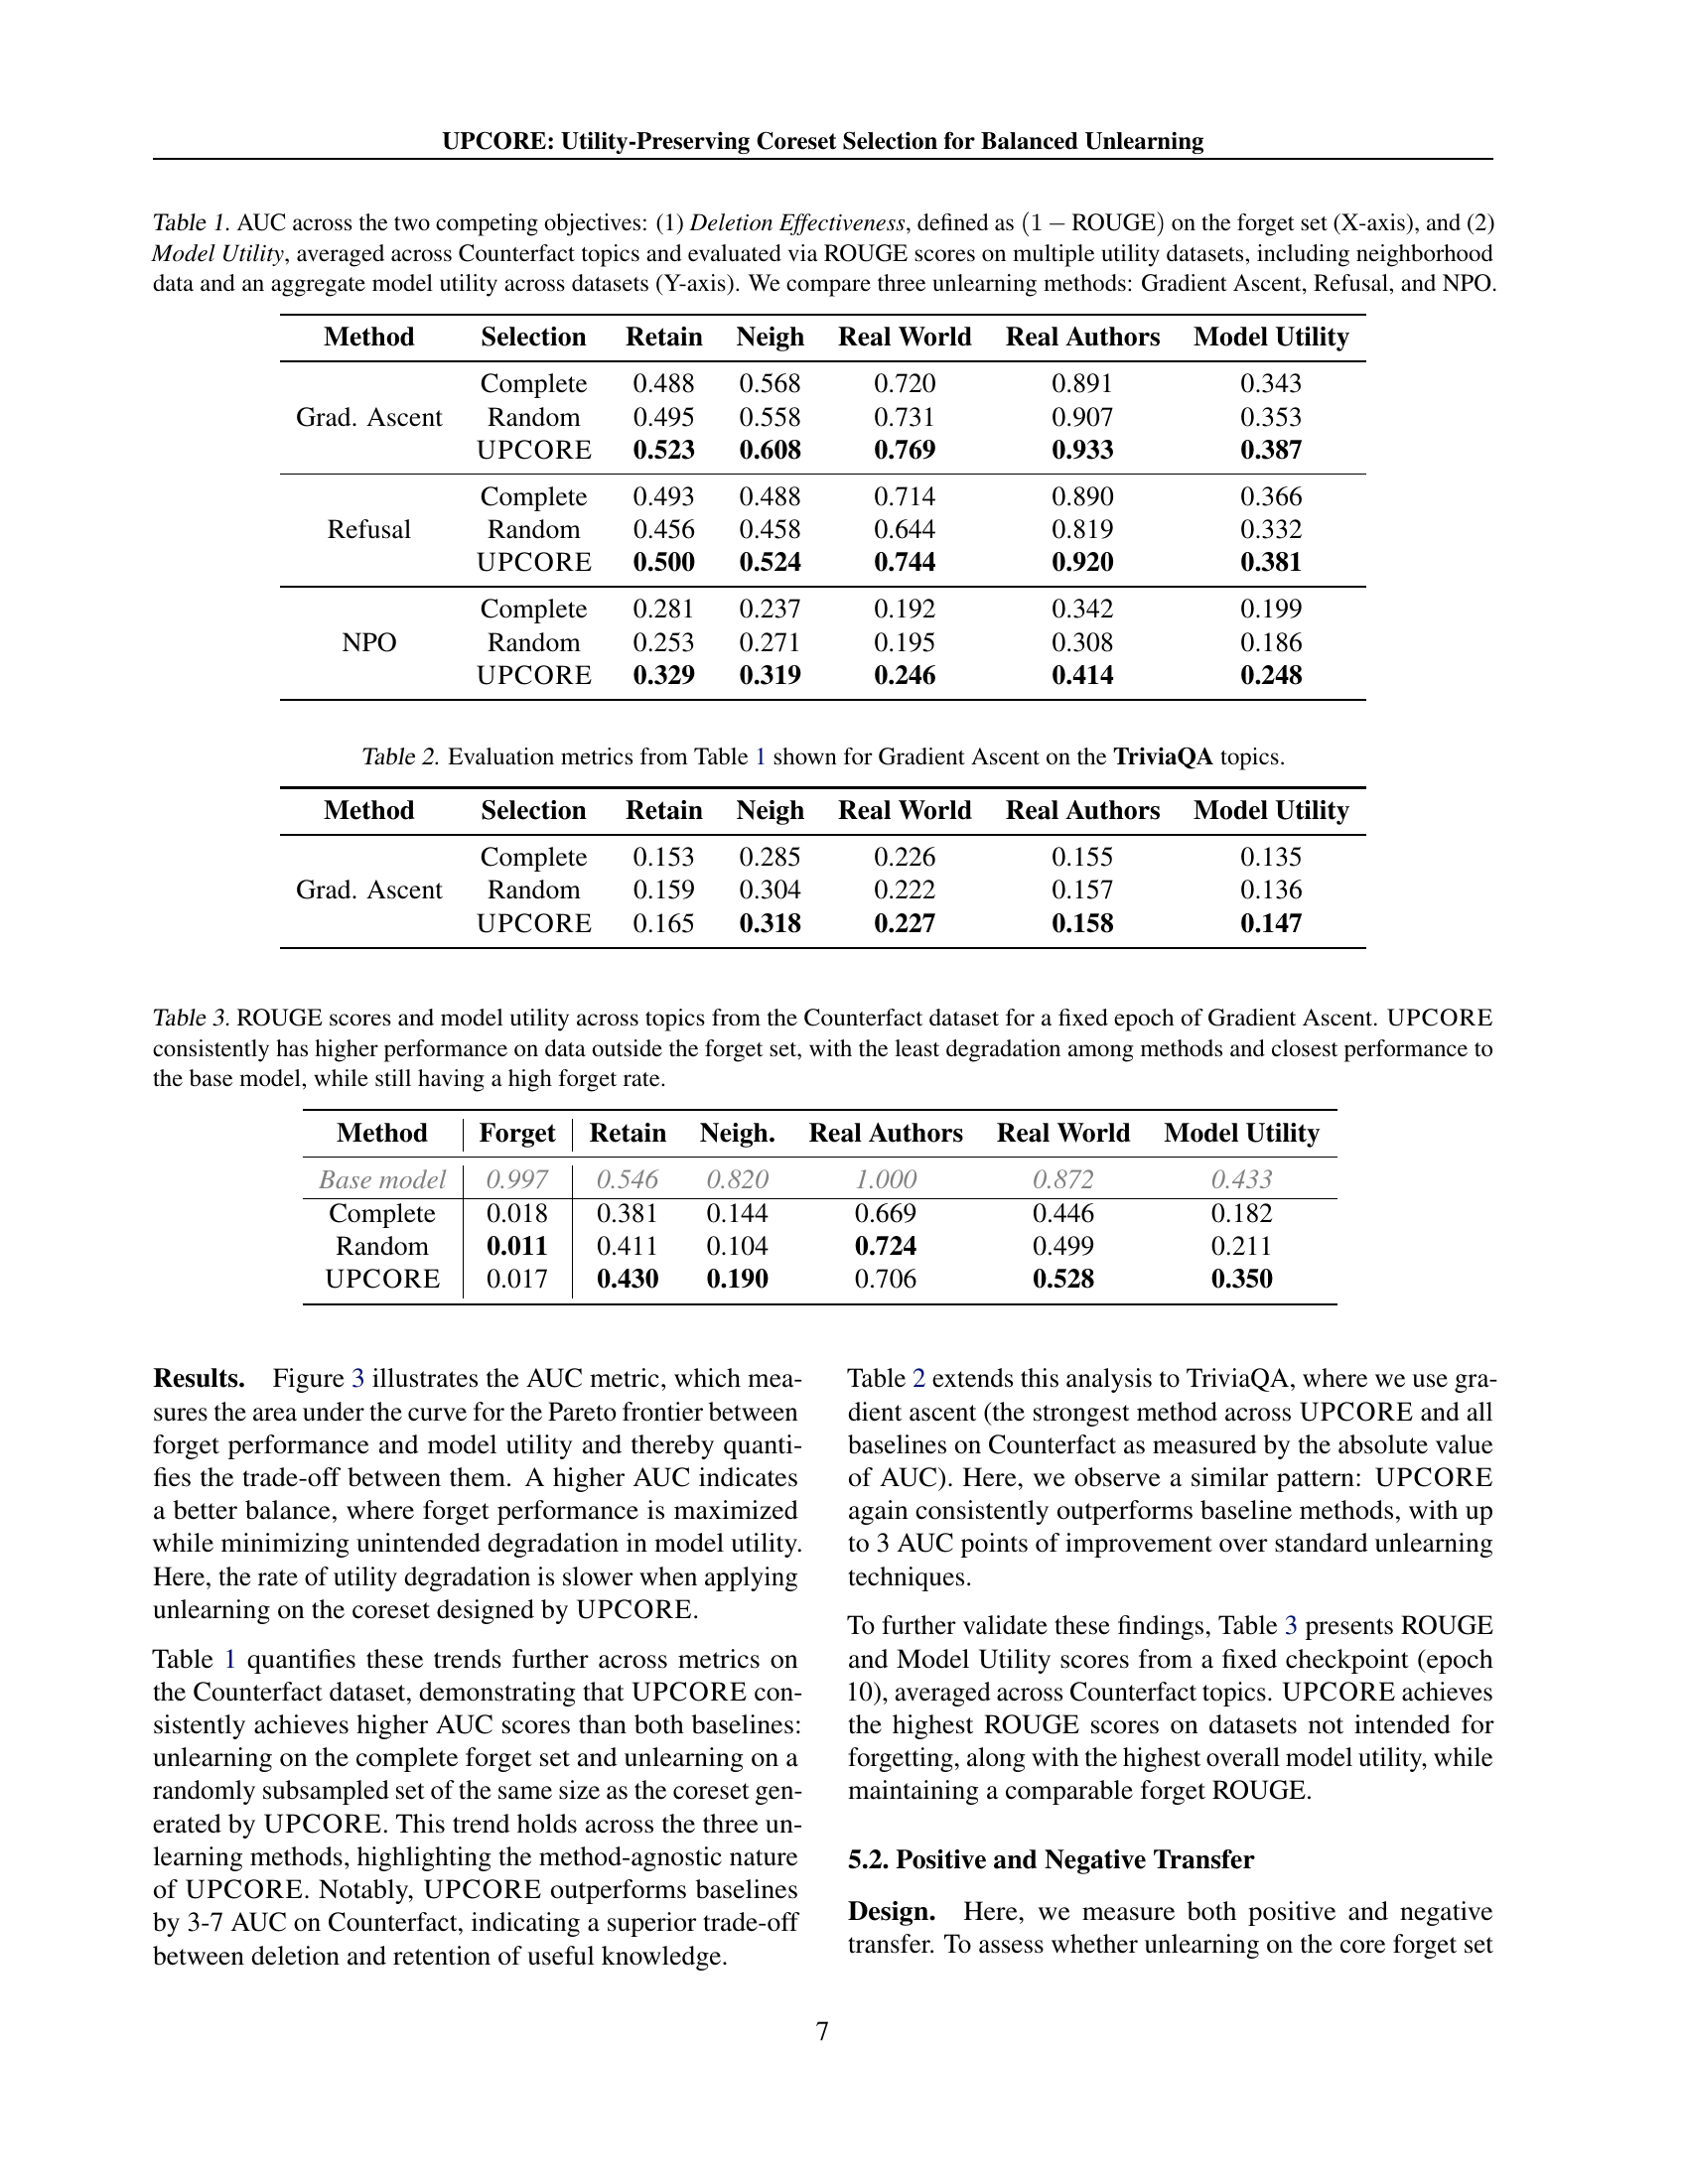 UPCORE: Utility-Preserving Coreset Selection for Balanced Unlearning
Table 1. AUC across the two competing objectives: (1) Deletion Effectiveness, defined as (1 − ROUGE) on the forget set (X-axis), and (2)
Model Utility, averaged across Counterfact topics and evaluated via ROUGE scores on multiple utility datasets, including neighborhood
data and an aggregate model utility across datasets (Y-axis). We compare three unlearning methods: Gradient Ascent, Refusal, and NPO.
Method Selection Retain Neigh Real World Real Authors Model Utility
Complete 0.488 0.568 0.720 0.891 0.343
Grad. Ascent Random 0.495 0.558 0.731 0.907 0.353
UPCORE 0.523 0.608 0.769 0.933 0.387
Complete 0.493 0.488 0.714 0.890 0.366
Refusal Random 0.456 0.458 0.644 0.819 0.332
UPCORE 0.500 0.524 0.744 0.920 0.381
Complete 0.281 0.237 0.192 0.342 0.199
NPO Random 0.253 0.271 0.195 0.308 0.186
UPCORE 0.329 0.319 0.246 0.414 0.248
Table 2. Evaluation metrics from Table 1 shown for Gradient Ascent on the TriviaQA topics.
Method Selection Retain Neigh Real World Real Authors Model Utility
Complete 0.153 0.285 0.226 0.155 0.135
Grad. Ascent Random 0.159 0.304 0.222 0.157 0.136
UPCORE 0.165 0.318 0.227 0.158 0.147
Table 3. ROUGE scores and model utility across topics from the Counterfact dataset for a fixed epoch of Gradient Ascent. UPCORE
consistently has higher performance on data outside the forget set, with the least degradation among methods and closest performance to
the base model, while still having a high forget rate.
Method Forget Retain Neigh. Real Authors Real World Model Utility
Base model 0.997 0.546 0.820 1.000 0.872 0.433
Complete 0.018 0.381 0.144 0.669 0.446 0.182
Random 0.011 0.411 0.104 0.724 0.499 0.211
UPCORE 0.017 0.430 0.190 0.706 0.528 0.350
Results. Figure 3 illustrates the AUC metric, which mea-
sures the area under the curve for the Pareto frontier between
forget performance and model utility and thereby quanti-
fies the trade-off between them. A higher AUC indicates
a better balance, where forget performance is maximized
while minimizing unintended degradation in model utility.
Here, the rate of utility degradation is slower when applying
unlearning on the coreset designed by UPCORE.
Table 1 quantifies these trends further across metrics on
the Counterfact dataset, demonstrating that UPCORE con-
sistently achieves higher AUC scores than both baselines:
unlearning on the complete forget set and unlearning on a
randomly subsampled set of the same size as the coreset gen-
erated by UPCORE. This trend holds across the three un-
learning methods, highlighting the method-agnostic nature
of UPCORE. Notably, UPCORE outperforms baselines
by 3-7 AUC on Counterfact, indicating a superior trade-off
between deletion and retention of useful knowledge.
Table 2 extends this analysis to TriviaQA, where we use gra-
dient ascent (the strongest method across UPCORE and all
baselines on Counterfact as measured by the absolute value
of AUC). Here, we observe a similar pattern: UPCORE
again consistently outperforms baseline methods, with up
to 3 AUC points of improvement over standard unlearning
techniques.
To further validate these findings, Table 3 presents ROUGE
and Model Utility scores from a fixed checkpoint (epoch
10), averaged across Counterfact topics. UPCORE achieves
the highest ROUGE scores on datasets not intended for
forgetting, along with the highest overall model utility, while
maintaining a comparable forget ROUGE.
5.2. Positive and Negative Transfer
Design. Here, we measure both positive and negative
transfer. To assess whether unlearning on the core forget set
7